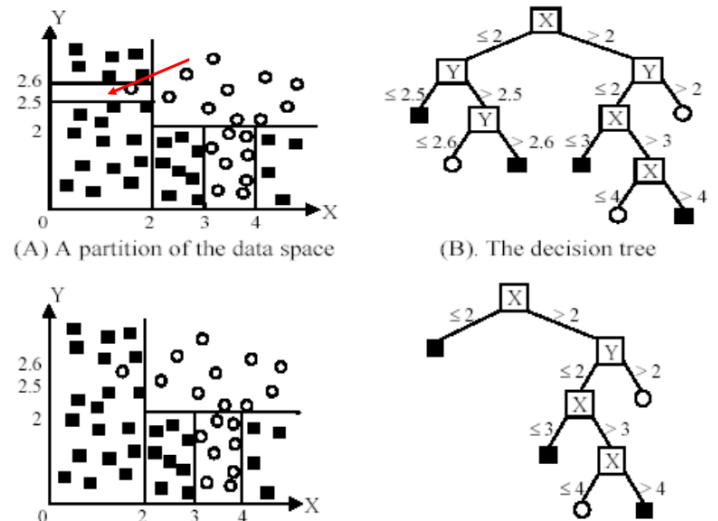 Y
2.6
2.5
2
0 2 3 4 X
(A) A partition of the data space
X
≤ 2 > 2
Y Y
≤ 2.5 > 2.5 ≤ 2 > 2
Y X
≤ 2.6 > 2.6 ≤ 3 > 3
X
≤ 4 > 4
(B). The decision tree
Y
2.6
2.5
2
0 2 3 4 X
X
≤ 2 > 2
Y
≤ 2 > 2
X
≤ 3 > 3
X
≤ 4 > 4